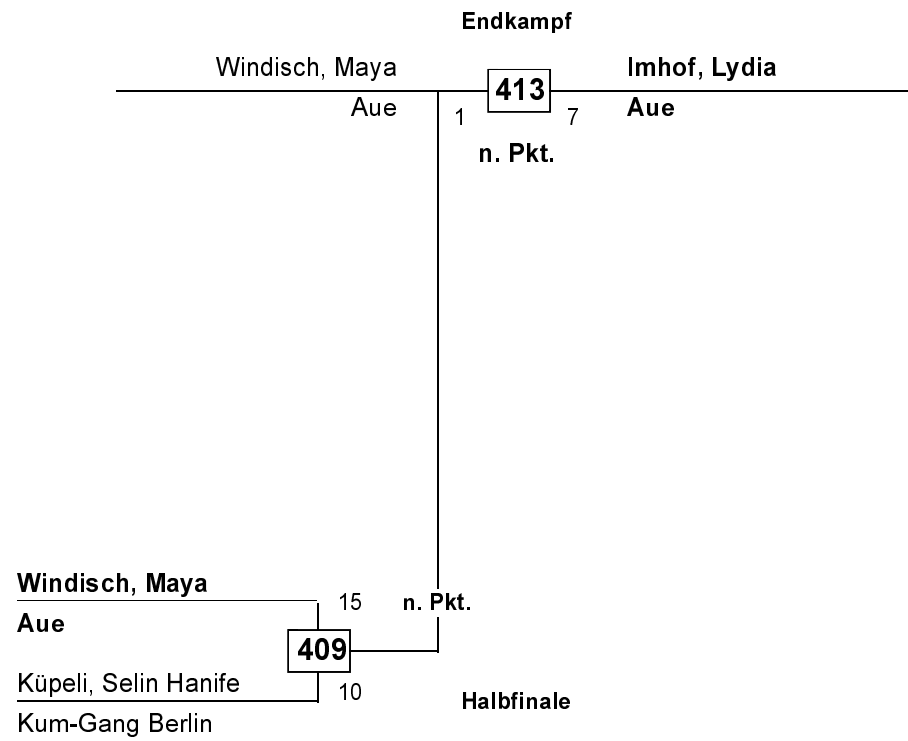 Endkampf
Windisch, Maya
Aue
1
413
7
n. Pkt.
Imhof, Lydia
Aue
Windisch, Maya
Aue
15
n. Pkt.
409
Küpeli, Selin Hanife
Kum-Gang Berlin
10
Halbfinale